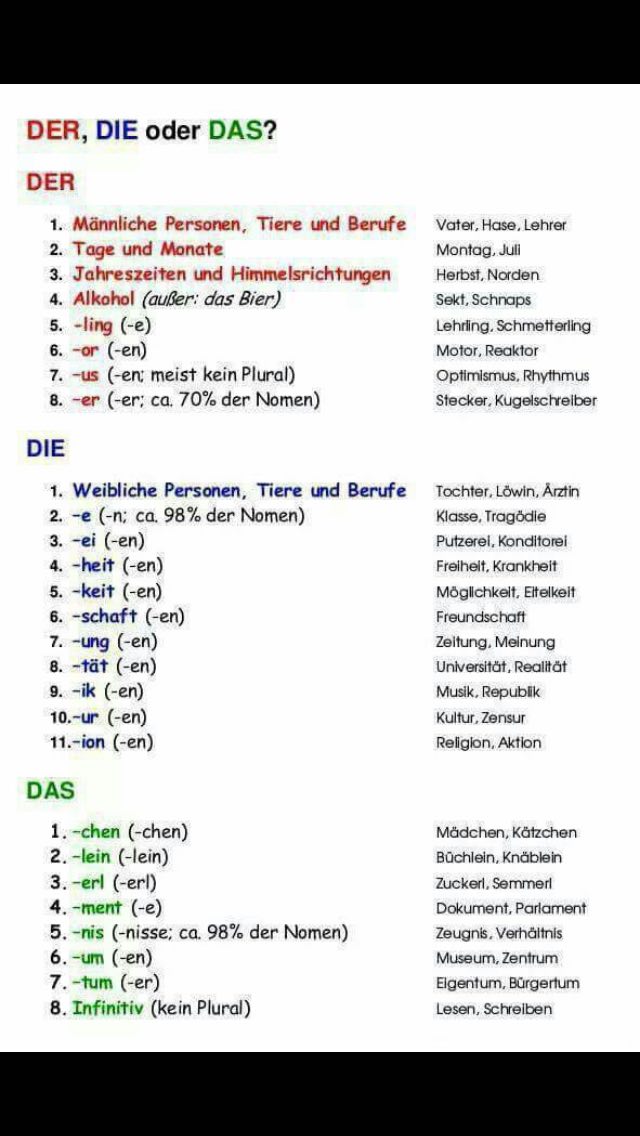 DER, DIE oder DAS?
DER
1. Männliche Personen, Tiere und Berufe Vater, Hase, Lehrer
2. Tage und Monate Montag, Juli
3. Jahreszeiten und Himmelsrichtungen Herbst, Norden
4. Alkohol (außer: das Bier) Sekt, Schnaps
5. -ling (-e) Lehrling, Schmetterling
6. -or (-en) Motor, Reaktor
7. -us (-en; meist kein Plural) Optimismus, Rhythmus
8. -er (-er; ca. 70% der Nomen) Stecker, Kugelschreiber
DIE
1. Weibliche Personen, Tiere und Berufe Tochter, Löwin, Ärztin
2. -e (-n; ca. 98% der Nomen) Klasse, Tragödie
3. -ei (-en) Putzerei, Konditorei
4. -heit (-en) Freiheit, Krankheit
5. -keit (-en) Möglichkeit, Eitelkeit
6. -schaft (-en) Freundschaft
7. -ung (-en) Zeitung, Meinung
8. -tät (-en) Universität, Realität
9. -ik (-en) Musik, Republik
10.-ur (-en) Kultur, Zensur
11.-ion (-en) Religion, Aktion
DAS
1. -chen (-chen) Mädchen, Kätzchen
2. -lein (-lein) Büchlein, Knäblein
3. -erl (-erl) Zuckerl, Semmerl
4. -ment (-e) Dokument, Parlament
5. -nis (-nisse; ca. 98% der Nomen) Zeugnis, Verhältnis
6. -um (-en) Museum, Zentrum
7. -tum (-er) Eigentum, Bürgertum
8. Infinitiv (kein Plural) Lesen, Schreiben